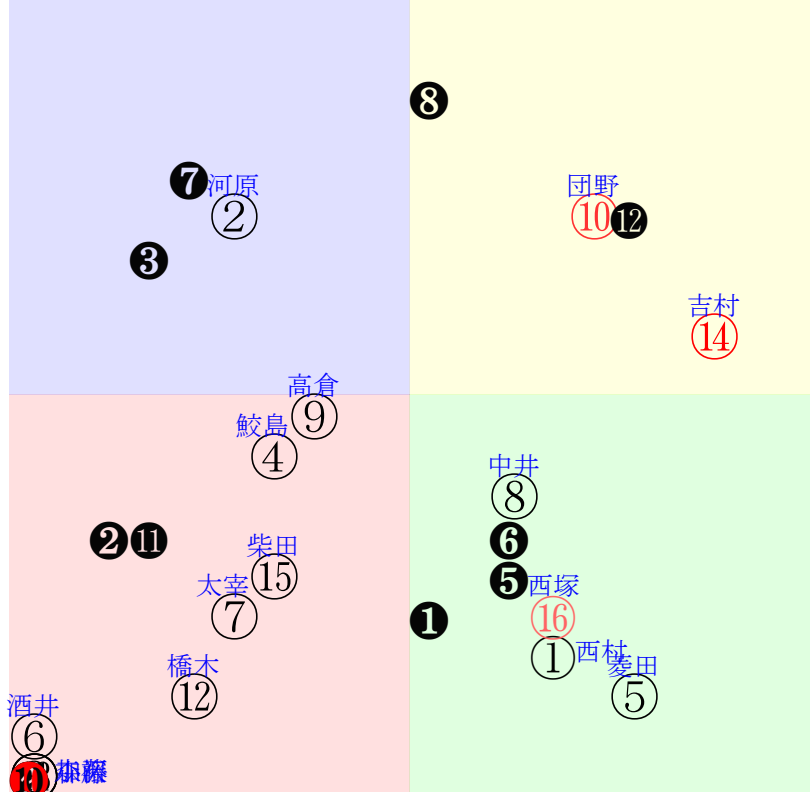 ❽
❼ 河原
②
団野
⑩ ⓬
❸
吉村
⑭
高倉
⑨
鮫島
④
中井
⑧
❷ ⓫
❻
柴田
⑮
❺ 西塚
⑯
太宰
⑦
❶
① 西村
菱田
⑤
橋木
⑫
酒井
⑥